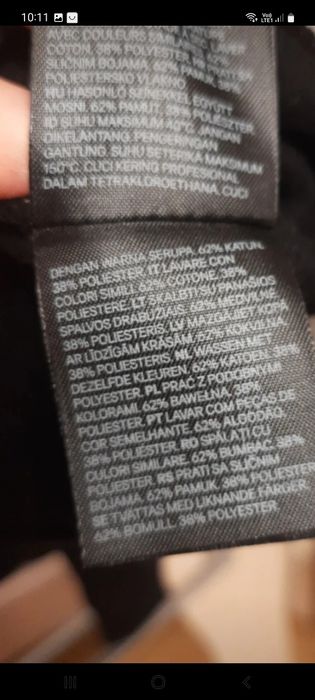 10:11
AVEC COULEURS
COTON, 38% POLYESTER,
SLIČNIM BOJAMA.
POLIESTERSKO VLAKNO
HU HASONLÓ SZÍNEKKEL EGYÜTT
MOSNI, 62% PAMUT, 38% POLIÉSZTER
ID SUHU MAKSIMUM 40°C, JANGAN
DIKELANTANG, PENGERINGAN
GANTUNG, SUHU SETERIKA MAKSIMUM
150°C, CUCI KERING PROFESIONAL
DALAM TETRAKLOROETHANA, CUCI
DENGAN WARNA SERUPA, 62% KATUN,
38% POLIESTER. IT LAVARE CON
COLORI SIMILI, 62% COTONE, 38%
POLIESTERE. LT SKALBTI SU PANAŠIOS
SPALVOS DRABUŽIAIS, 62% MEDVILNĖ,
38% POLIESTERIS. LV MAZGĀJIET KOPĀ
AR LĪDZĪGĀM KRĀSĀM, 62% KOKVILNA,
38% POLIESTERIS. NL WASSEN MET
DEZELFDE KLEUREN, 62% KATOEN, 38%
POLYESTER. PL PRAĆ Z PODOBNYMI
KOLORAMI, 62% BAWEŁNA, 38%
POLIESTER. PT LAVAR COM PEÇAS DE
COR SEMELHANTE, 62% ALGODÃO,
38% POLIÉSTER. RO SPĂLAȚI CU
CULORI SIMILARE, 62% BUMBAC, 38%
POLIESTER. RS PRATI SA SLIČNIM
BOJAMA, 62% PAMUK, 38% POLIESTER
SE TVÄTTAS MED LIKNANDE FÄRGER
62% BOMULL, 38% POLYESTER